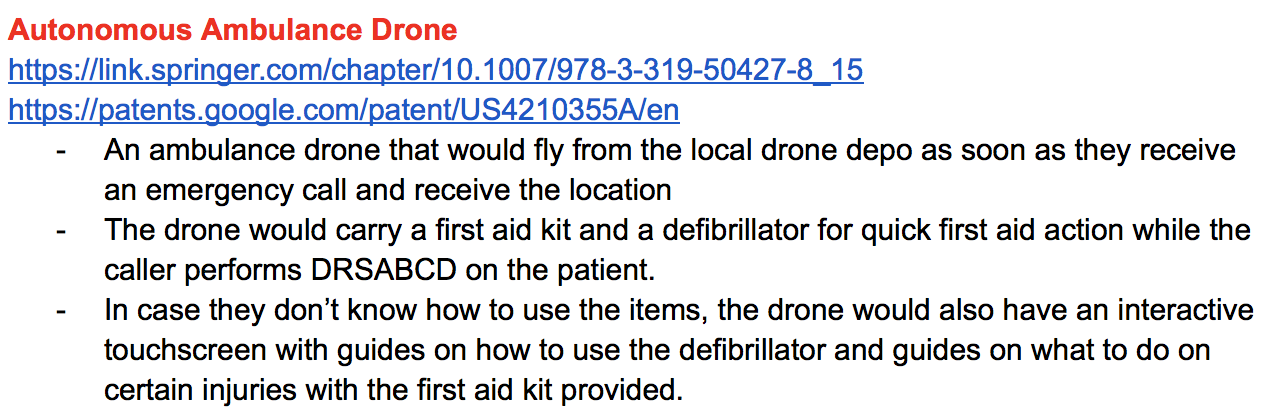 Autonomous Ambulance Drone
https://link.springer.com/chapter/10.1007/978-3-319-50427-8_15
https://patents.google.com/patent/US4210355A/en
- An ambulance drone that would fly from the local drone depo as soon as they receive
an emergency call and receive the location
- The drone would carry a first aid kit and a defibrillator for quick first aid action while the
caller performs DRSABCD on the patient.
- In case they don’t know how to use the items, the drone would also have an interactive
touchscreen with guides on how to use the defibrillator and guides on what to do on
certain injuries with the first aid kit provided.